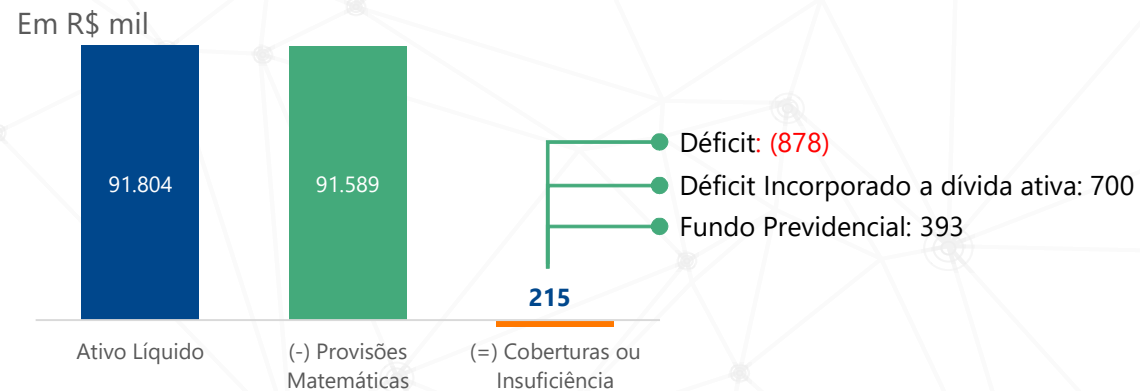 Em R$ mil
91.804
91.589
Déficit: (878)
Déficit Incorporado a dívida ativa: 700
Fundo Previdencial: 393
215
Ativo Líquido
(-) Provisões
Matemáticas
(=) Coberturas ou
Insuficiência